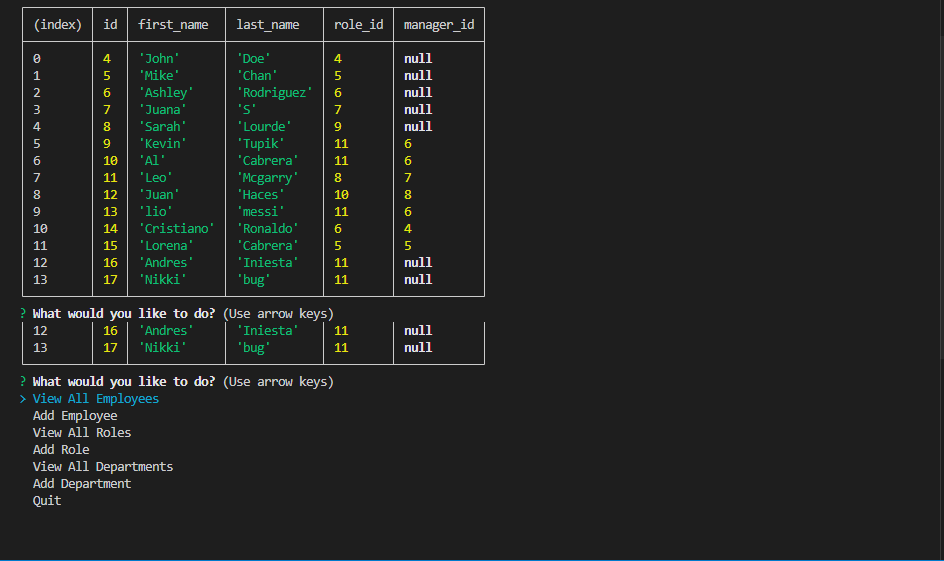 (index) id first_name last_name role_id manager_id
0 4 'John' 'Doe' 4 null
1 5 'Mike' 'Chan' 5 null
2 6 'Ashley' 'Rodriguez' 6 null
3 7 'Juana' 'S' 7 null
4 8 'Sarah' 'Lourde' 9 null
5 9 'Kevin' 'Tupik' 11 6
6 10 'Al' 'Cabrera' 11 6
7 11 'Leo' 'Mcgarry' 8 7
8 12 'Juan' 'Haces' 10 8
9 13 'lio' 'messi' 11 6
10 14 'Cristiano' 'Ronaldo' 6 4
11 15 'Lorena' 'Cabrera' 5 5
12 16 'Andres' 'Iniesta' 11 null
13 17 'Nikki' 'bug' 11 null
? What would you like to do? (Use arrow keys)
12 16 'Andres' 'Iniesta' 11 null
13 17 'Nikki' 'bug' 11 null
? What would you like to do? (Use arrow keys)
> View All Employees
Add Employee
View All Roles
Add Role
View All Departments
Add Department
Quit